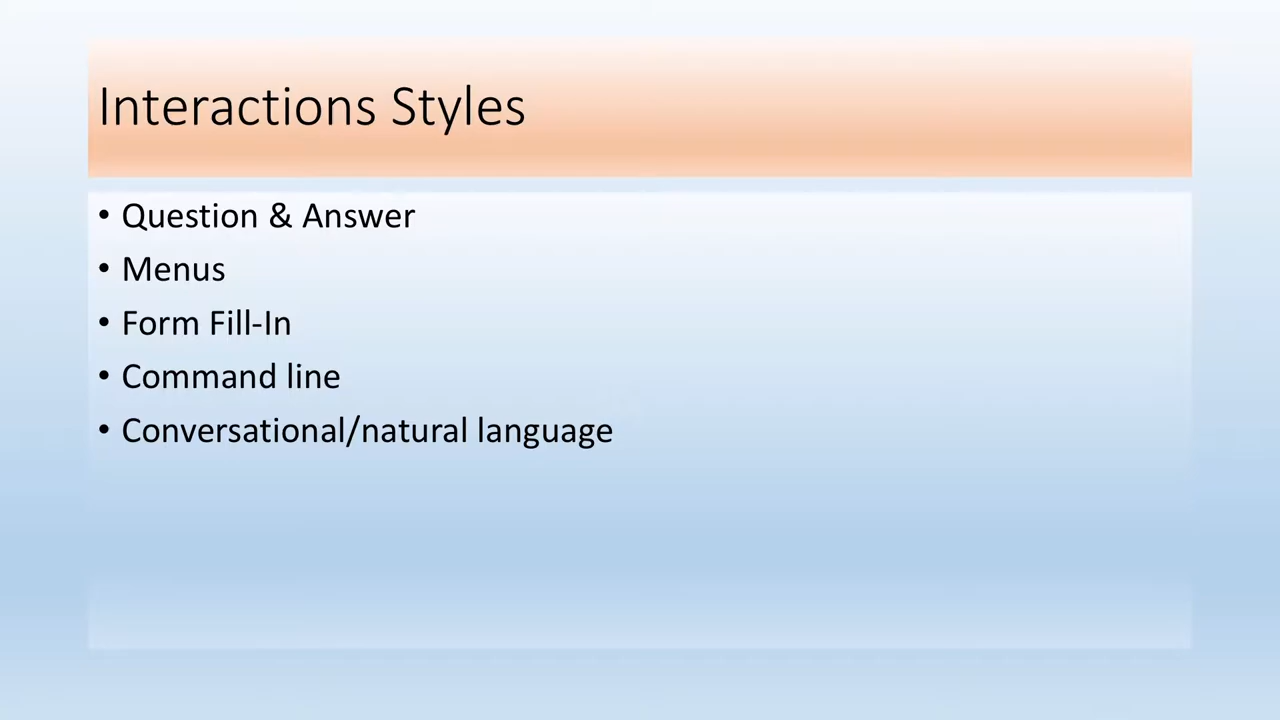 Interactions Styles
• Question & Answer
• Menus
• Form Fill-In
• Command line
• Conversational/natural language